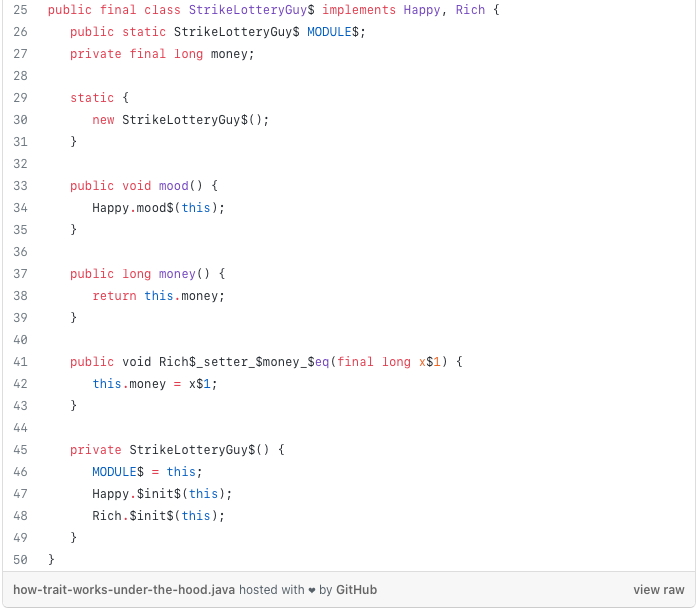 25 public final class StrikeLotteryGuy$ implements Happy, Rich {
26    public static StrikeLotteryGuy$ MODULE$;
27    private final long money;
28
29    static {
30       new StrikeLotteryGuy$();
31    }
32
33    public void mood() {
34       Happy.mood$(this);
35    }
36
37    public long money() {
38       return this.money;
39    }
40
41    public void Rich$_setter_$money_$eq(final long x$1) {
42       this.money = x$1;
43    }
44
45    private StrikeLotteryGuy$() {
46       MODULE$ = this;
47       Happy.$init$(this);
48       Rich.$init$(this);
49    }
50 }
how-trait-works-under-the-hood.java hosted with ❤ by GitHub view raw